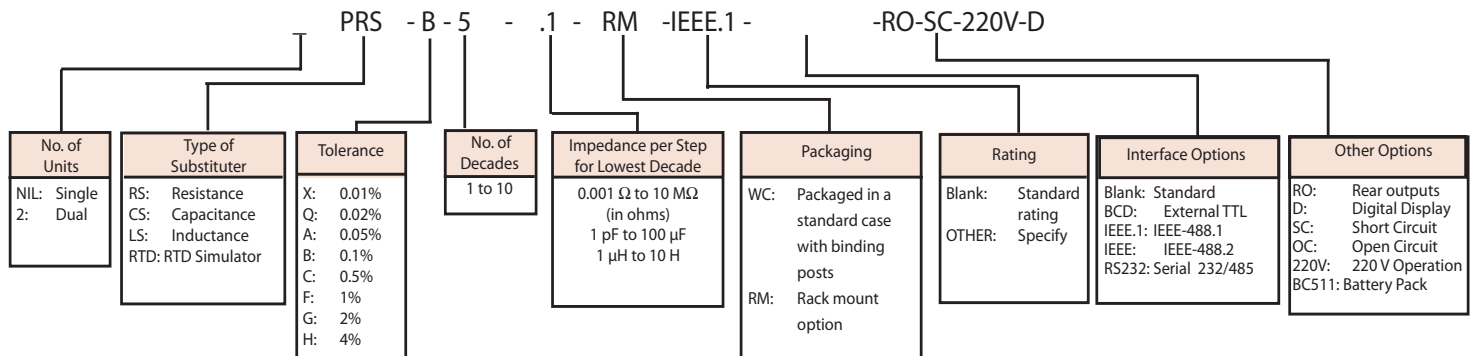 _ PRS - B - 5 - .1 - RM -IEEE.1 - -RO-SC-220V-D
No. of
Units
NIL: Single
2: Dual
Type of
Substituter
RS: Resistance
CS: Capacitance
LS: Inductance
RTD: RTD Simulator
Tolerance
X: 0.01%
Q: 0.02%
A: 0.05%
B: 0.1%
C: 0.5%
F: 1%
G: 2%
H: 4%
No. of
Decades
1 to 10
Impedance per Step
for Lowest Decade
0.001 Ω to 10 MΩ
(in ohms)
1 pF to 100 µF
1 µH to 10 H
Packaging
WC: Packaged in a
standard case
with binding
posts
RM: Rack mount
option
Rating
Blank: Standard
rating
OTHER: Specify
Interface Options
Blank: Standard
BCD: External TTL
IEEE.1: IEEE-488.1
IEEE: IEEE-488.2
RS232: Serial 232/485
Other Options
RO: Rear outputs
D: Digital Display
SC: Short Circuit
OC: Open Circuit
220V: 220 V Operation
BC511: Battery Pack